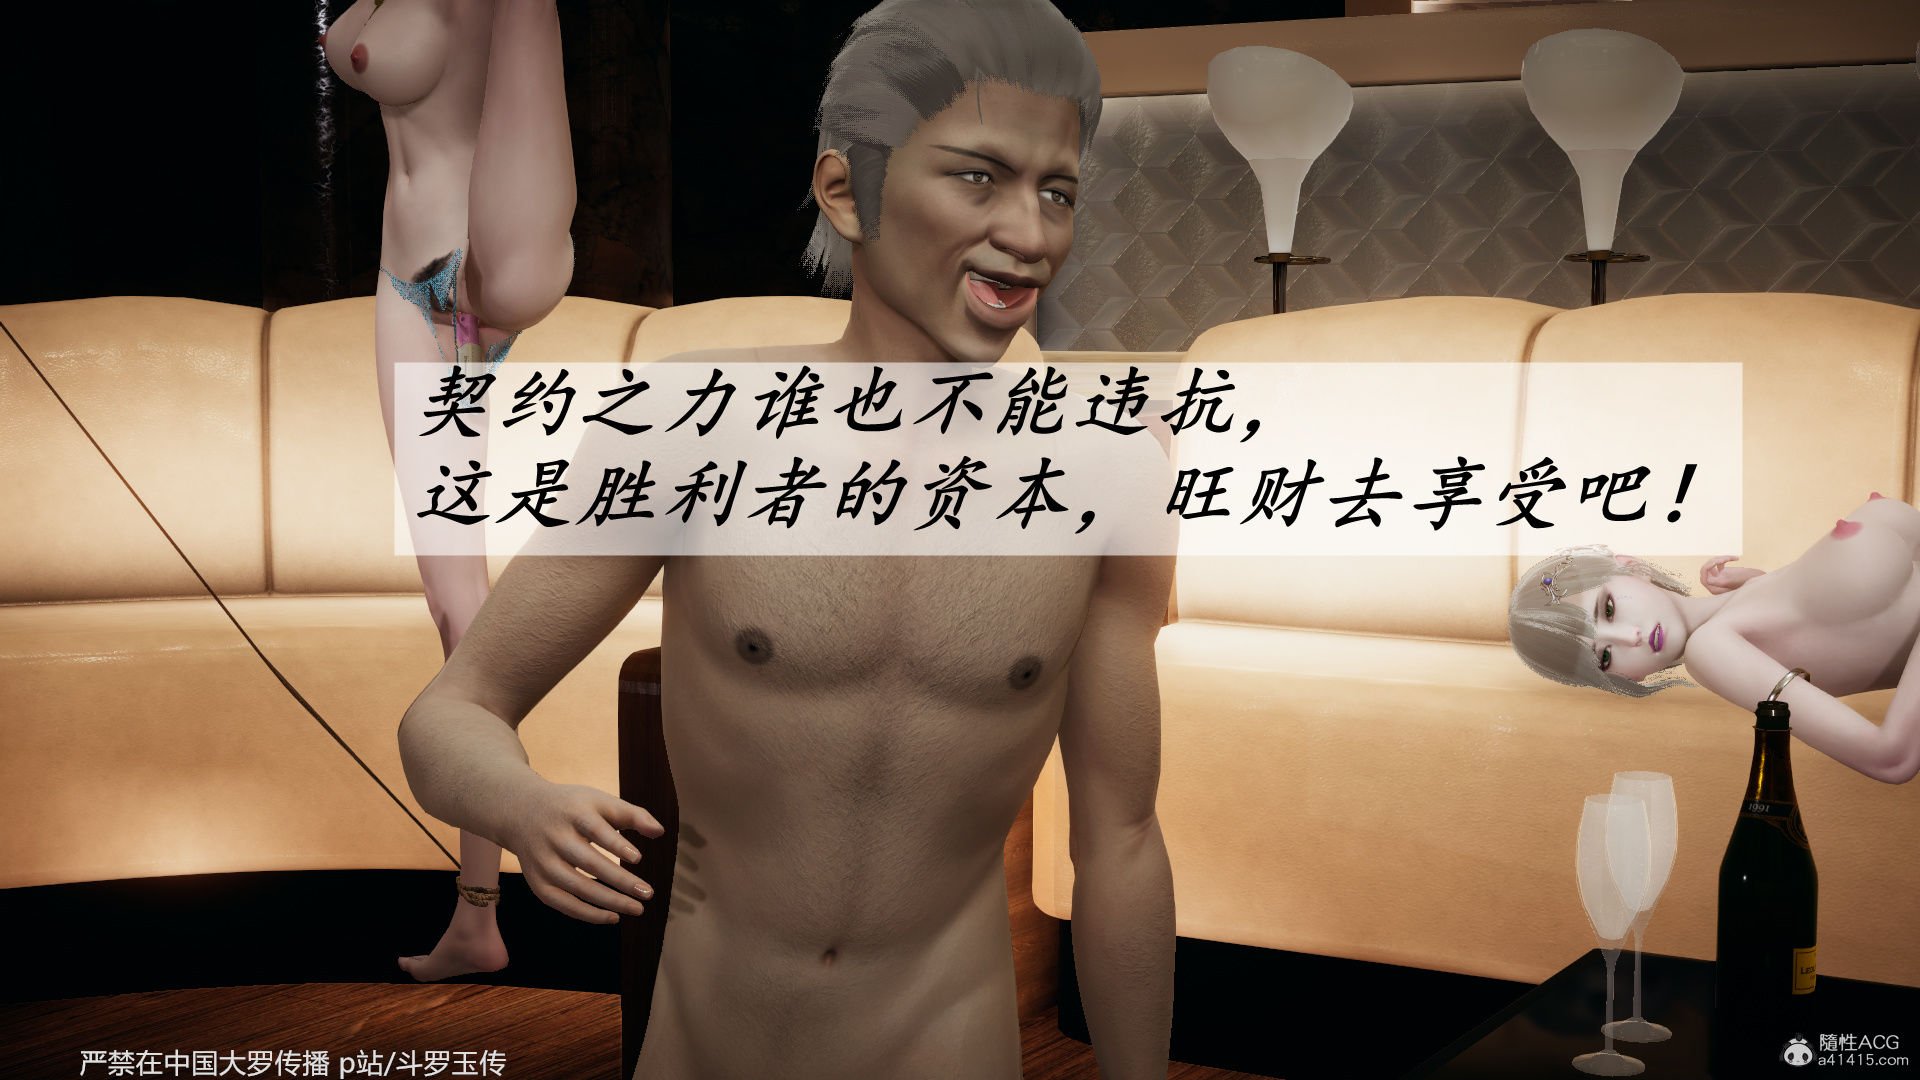 契约之力谁也不能违抗，
这是胜利者的资本，旺财去享受吧！
1991
严禁在中国大罗传播 p站/斗罗玉传
隨性ACG
a41415.com